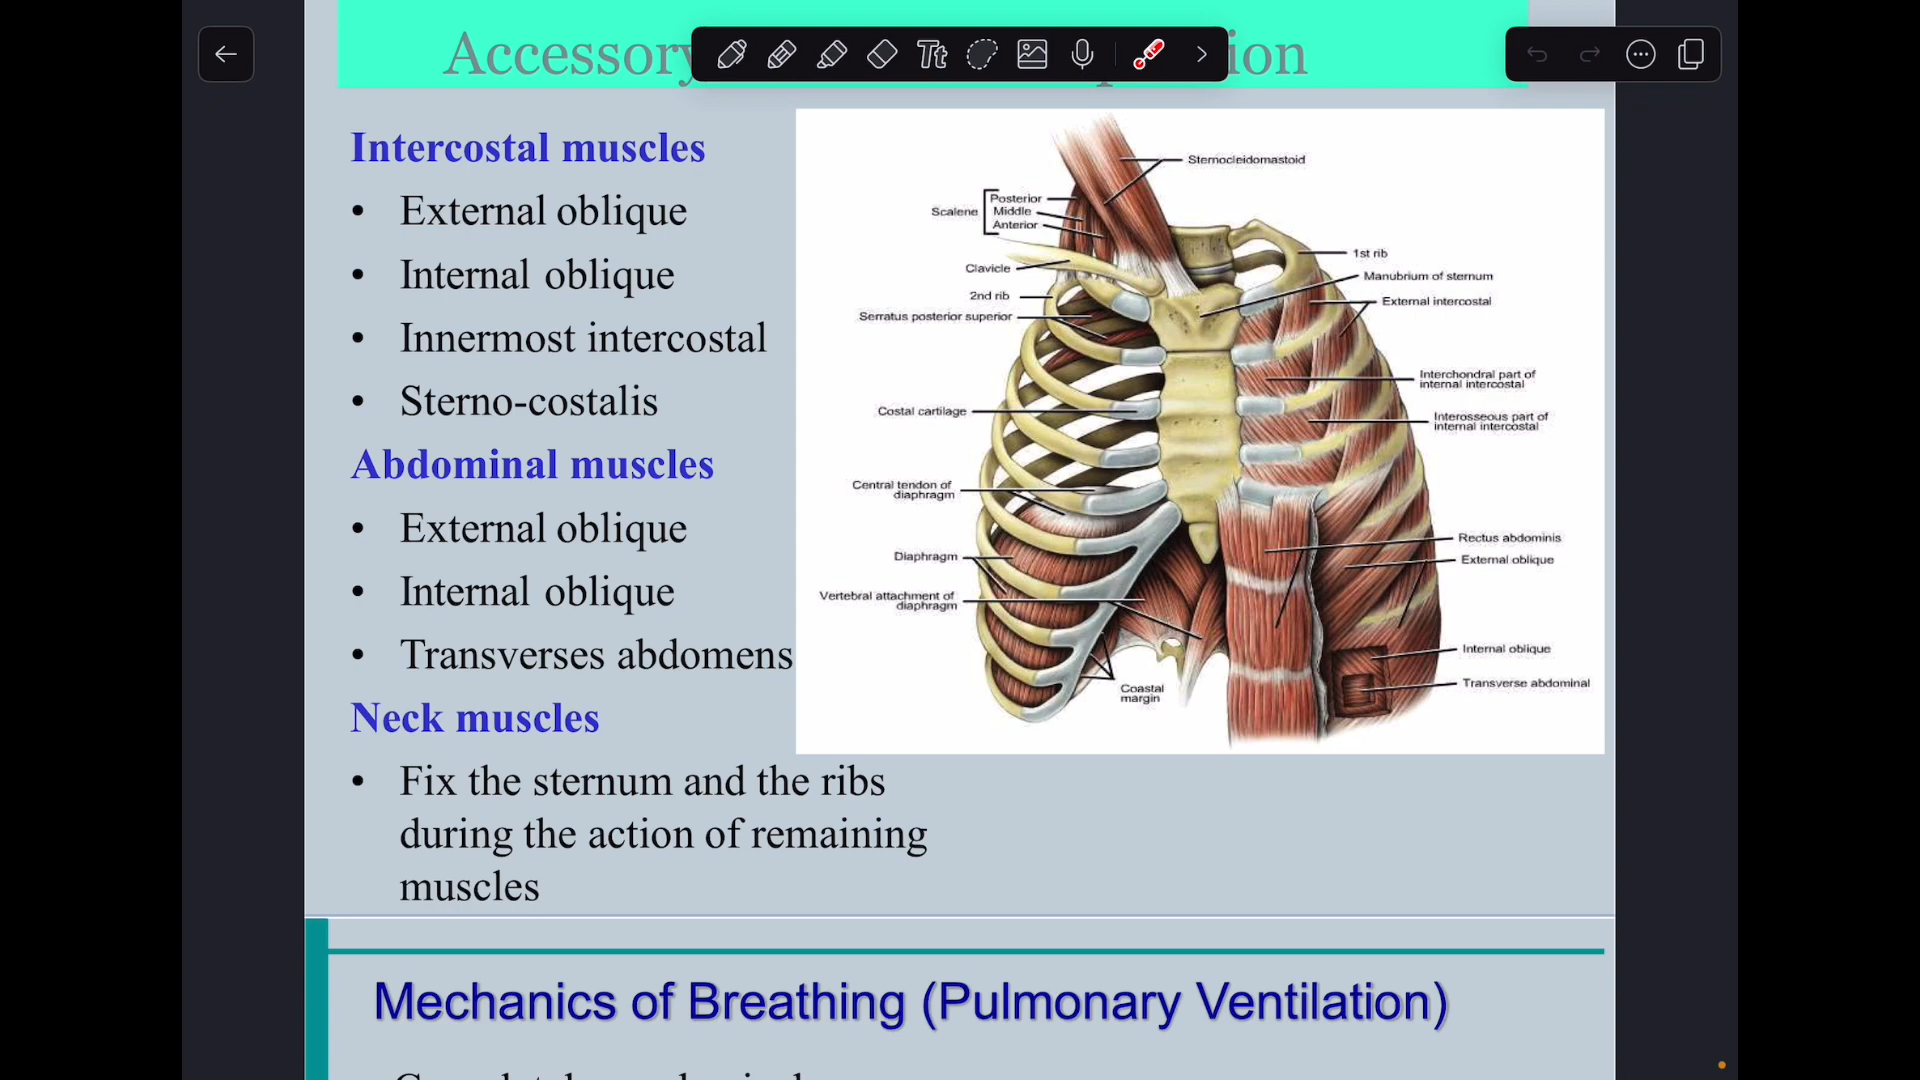 Accessory ion
Intercostal muscles
• External oblique
• Internal oblique
• Innermost intercostal
• Sterno-costalis
Abdominal muscles
• External oblique
• Internal oblique
• Transverses abdomens
Neck muscles
• Fix the sternum and the ribs
during the action of remaining
muscles
Sternocleidomastoid
Scalene
Posterior
Middle
Anterior
Clavicle
2nd rib
Serratus posterior superior
Costal cartilage
Central tendon of
diaphragm
Diaphragm
Vertebral attachment of
diaphragm
Coastal
margin
1st rib
Manubrium of sternum
External intercostal
Interchondral part of
internal intercostal
Interosseous part of
internal intercostal
Rectus abdominis
External oblique
Internal oblique
Transverse abdominal
Tt
Mechanics of Breathing (Pulmonary Ventilation)